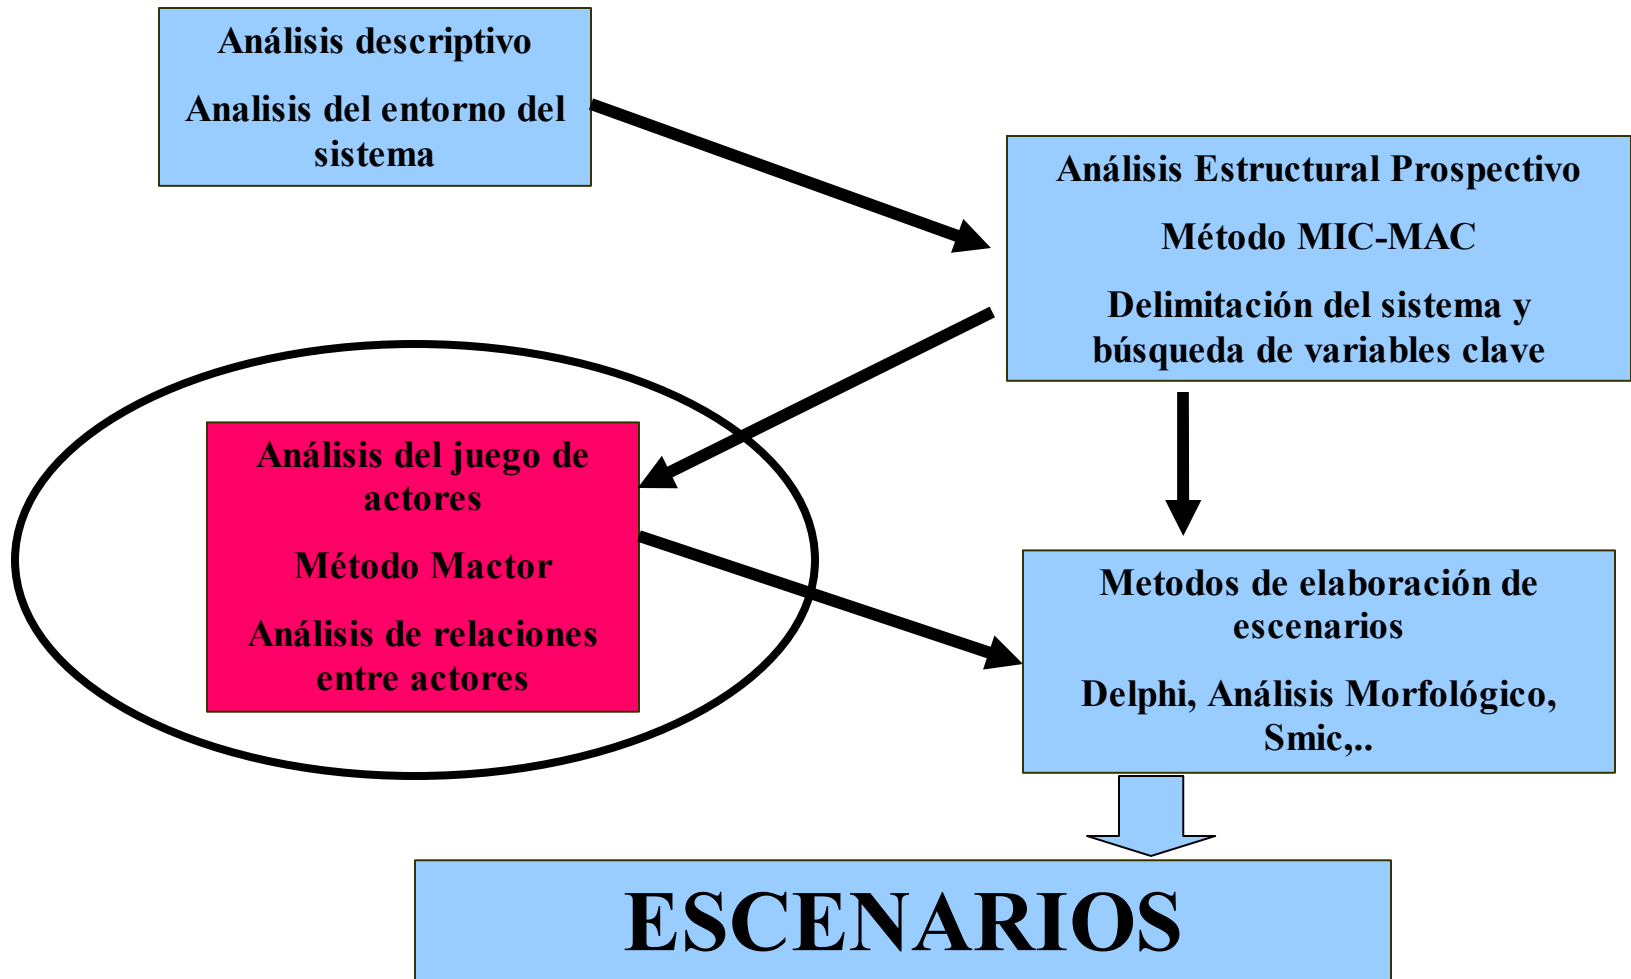 Análisis descriptivo
Analisis del entorno del
sistema
Análisis Estructural Prospectivo
Método MIC-MAC
Delimitación del sistema y
búsqueda de variables clave
Análisis del juego de
actores
Método Mactor
Análisis de relaciones
entre actores
Metodos de elaboración de
escenarios
Delphi, Análisis Morfológico,
Smic,..
ESCENARIOS